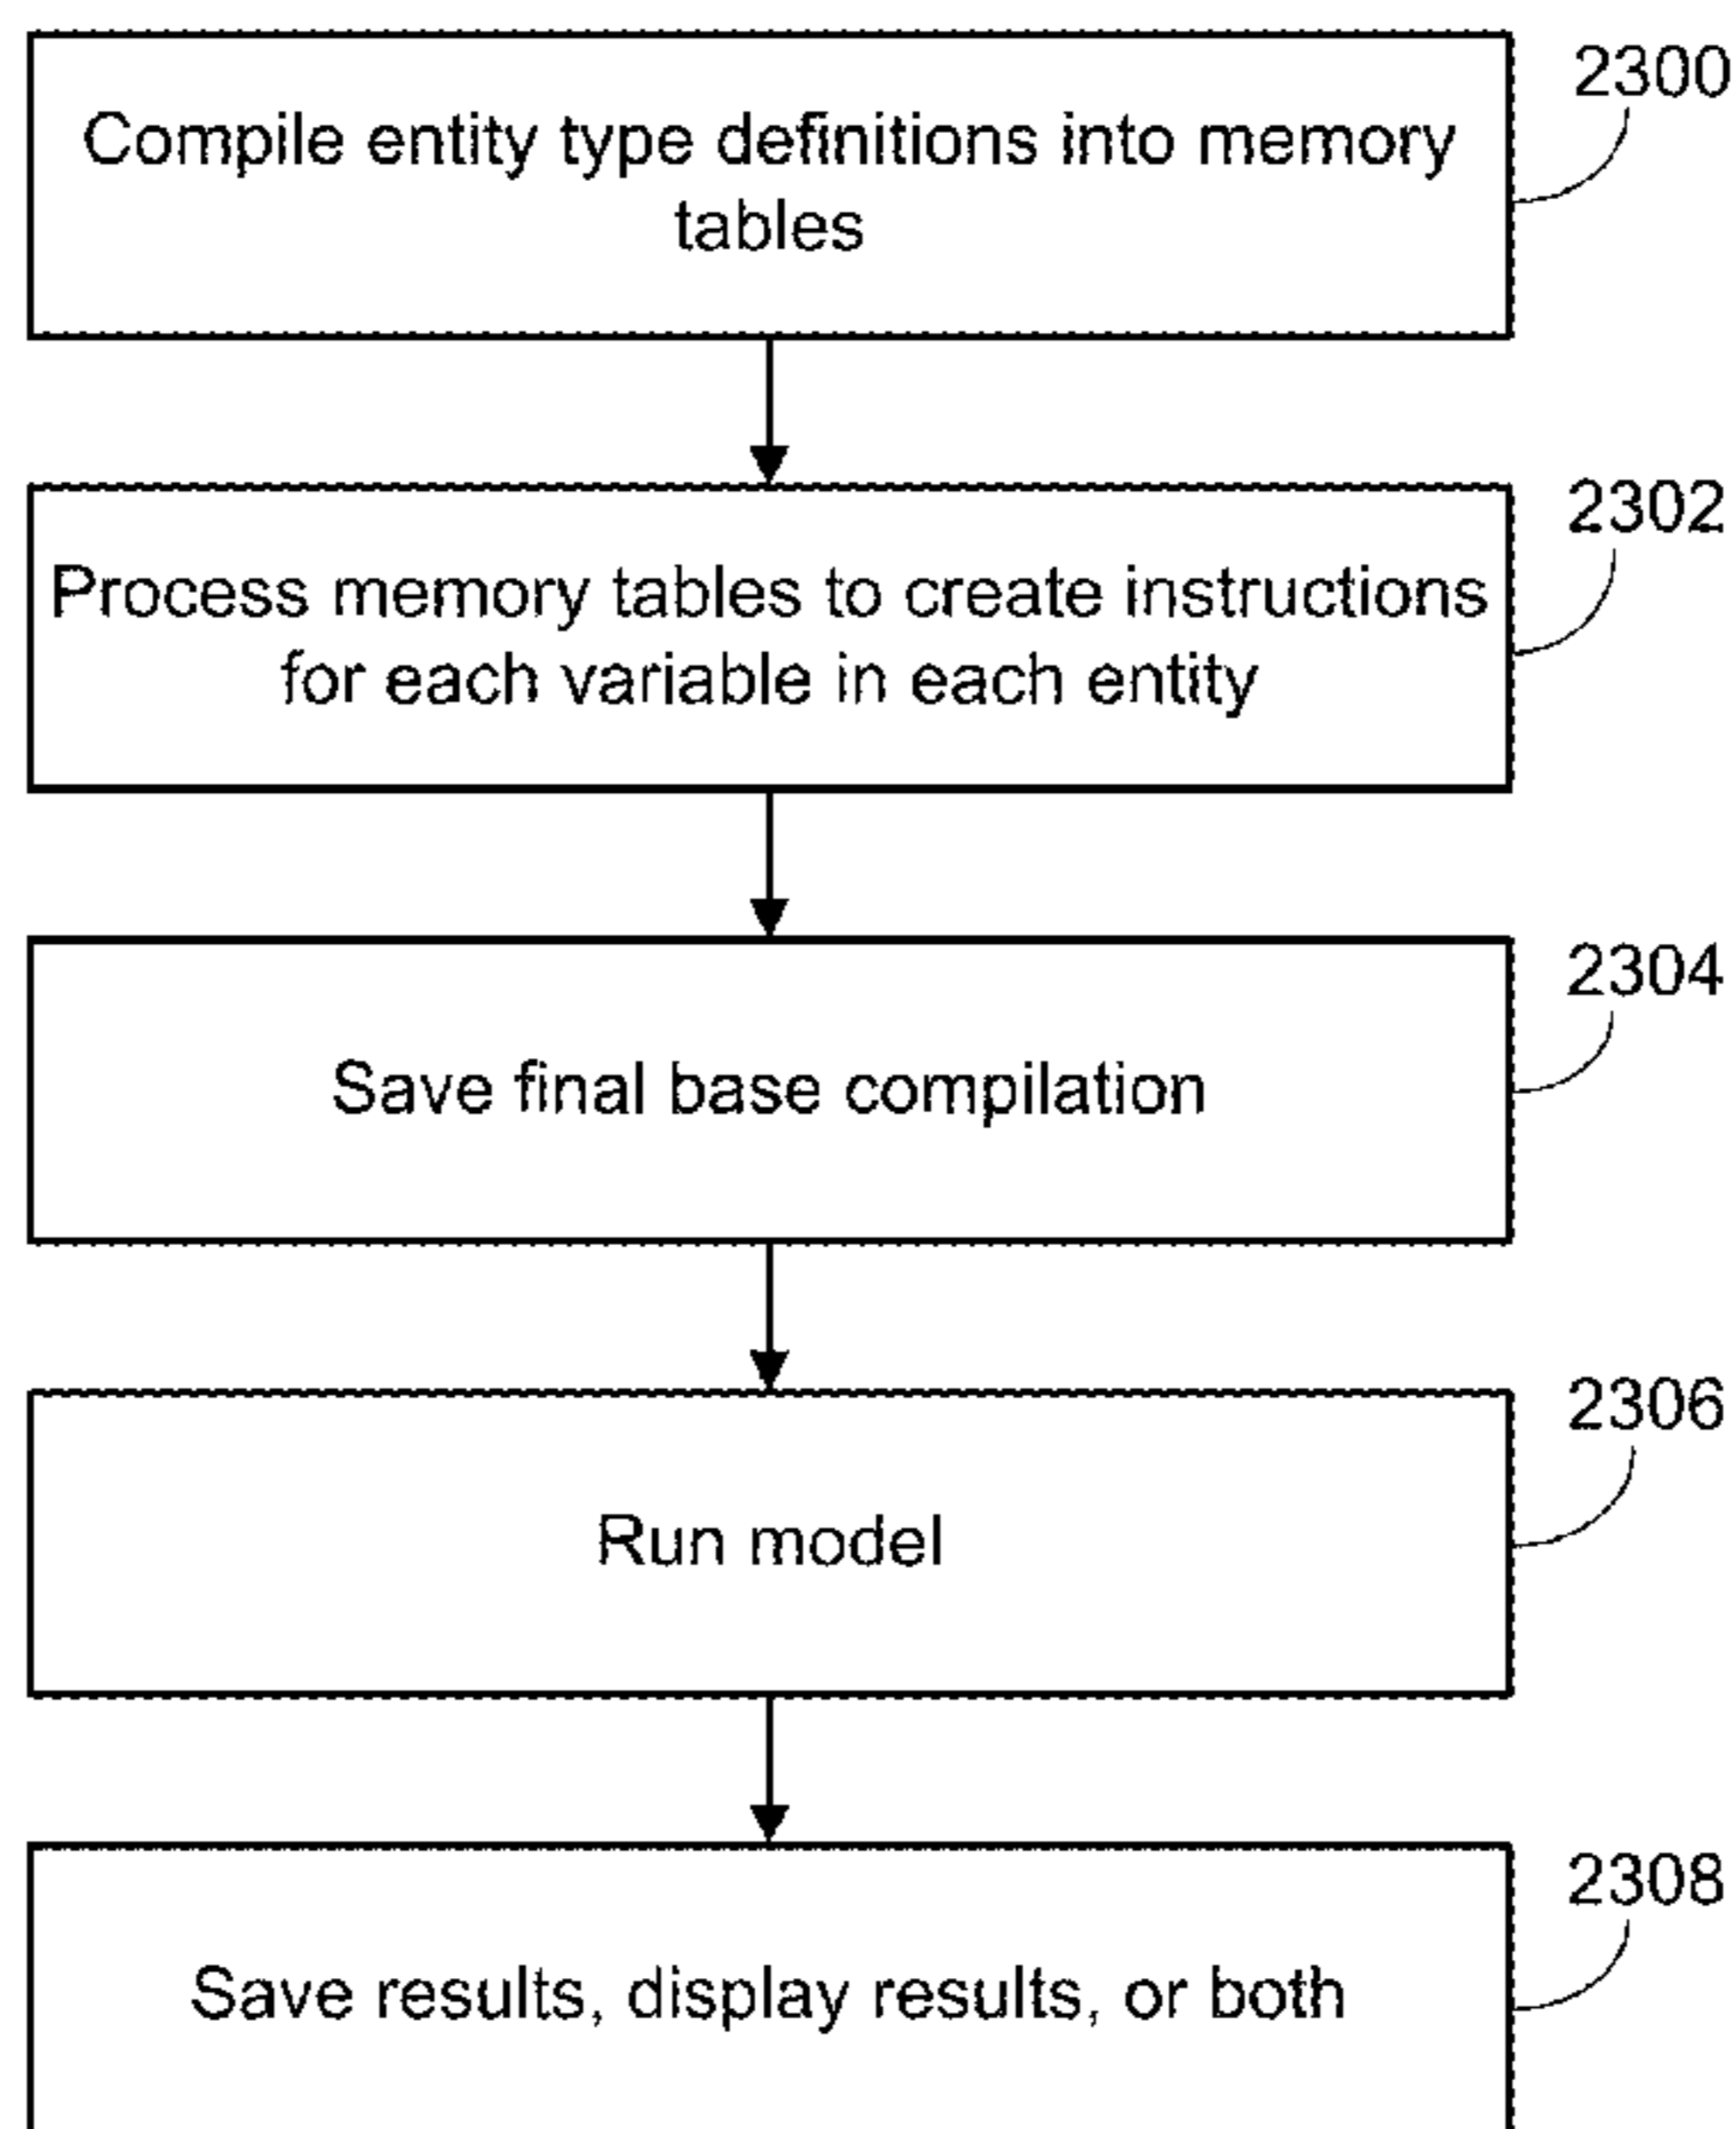 2300
Compile entity type definitions into memory
tables
2302
Process memory tables to create instructions
for each variable in each entity
2304
Save final base compilation
2306
Run model
2308
Save results, display results, or both